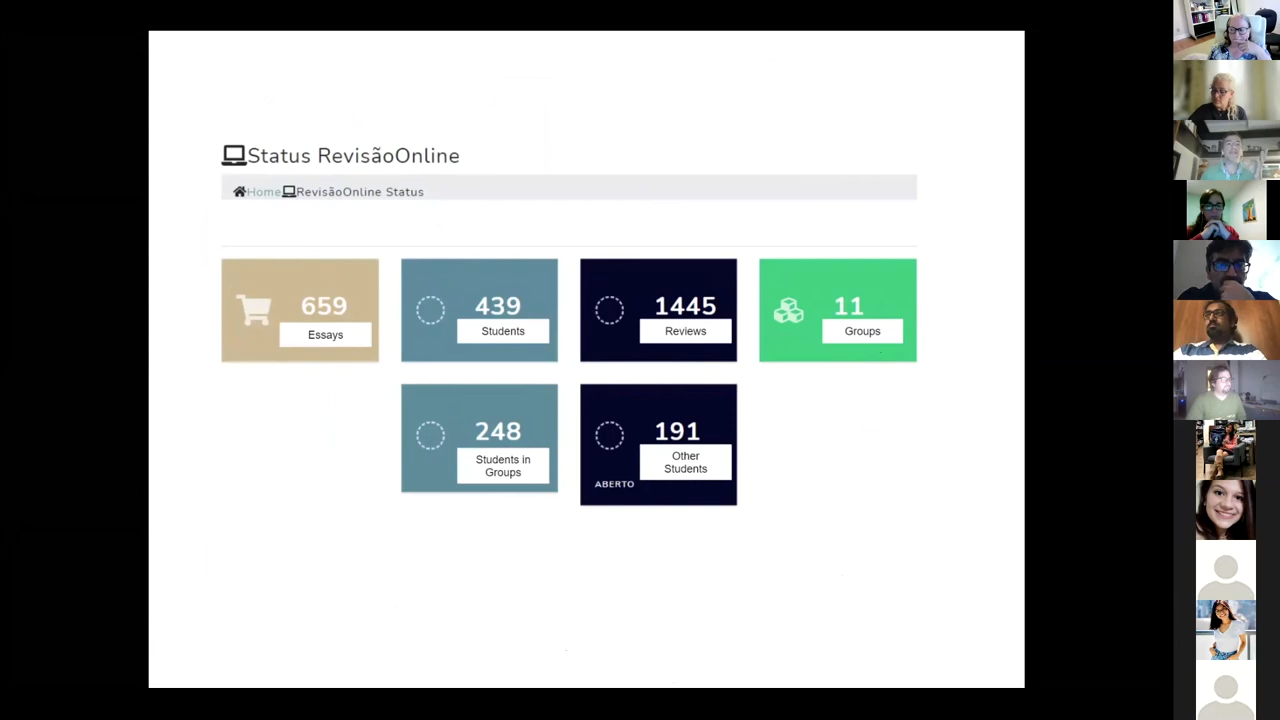 Status RevisãoOnline
Home RevisãoOnline Status
659
Essays
439
Students
1445
Reviews
11
Groups
248
Students in
Groups
191
Other
Students
ABERTO